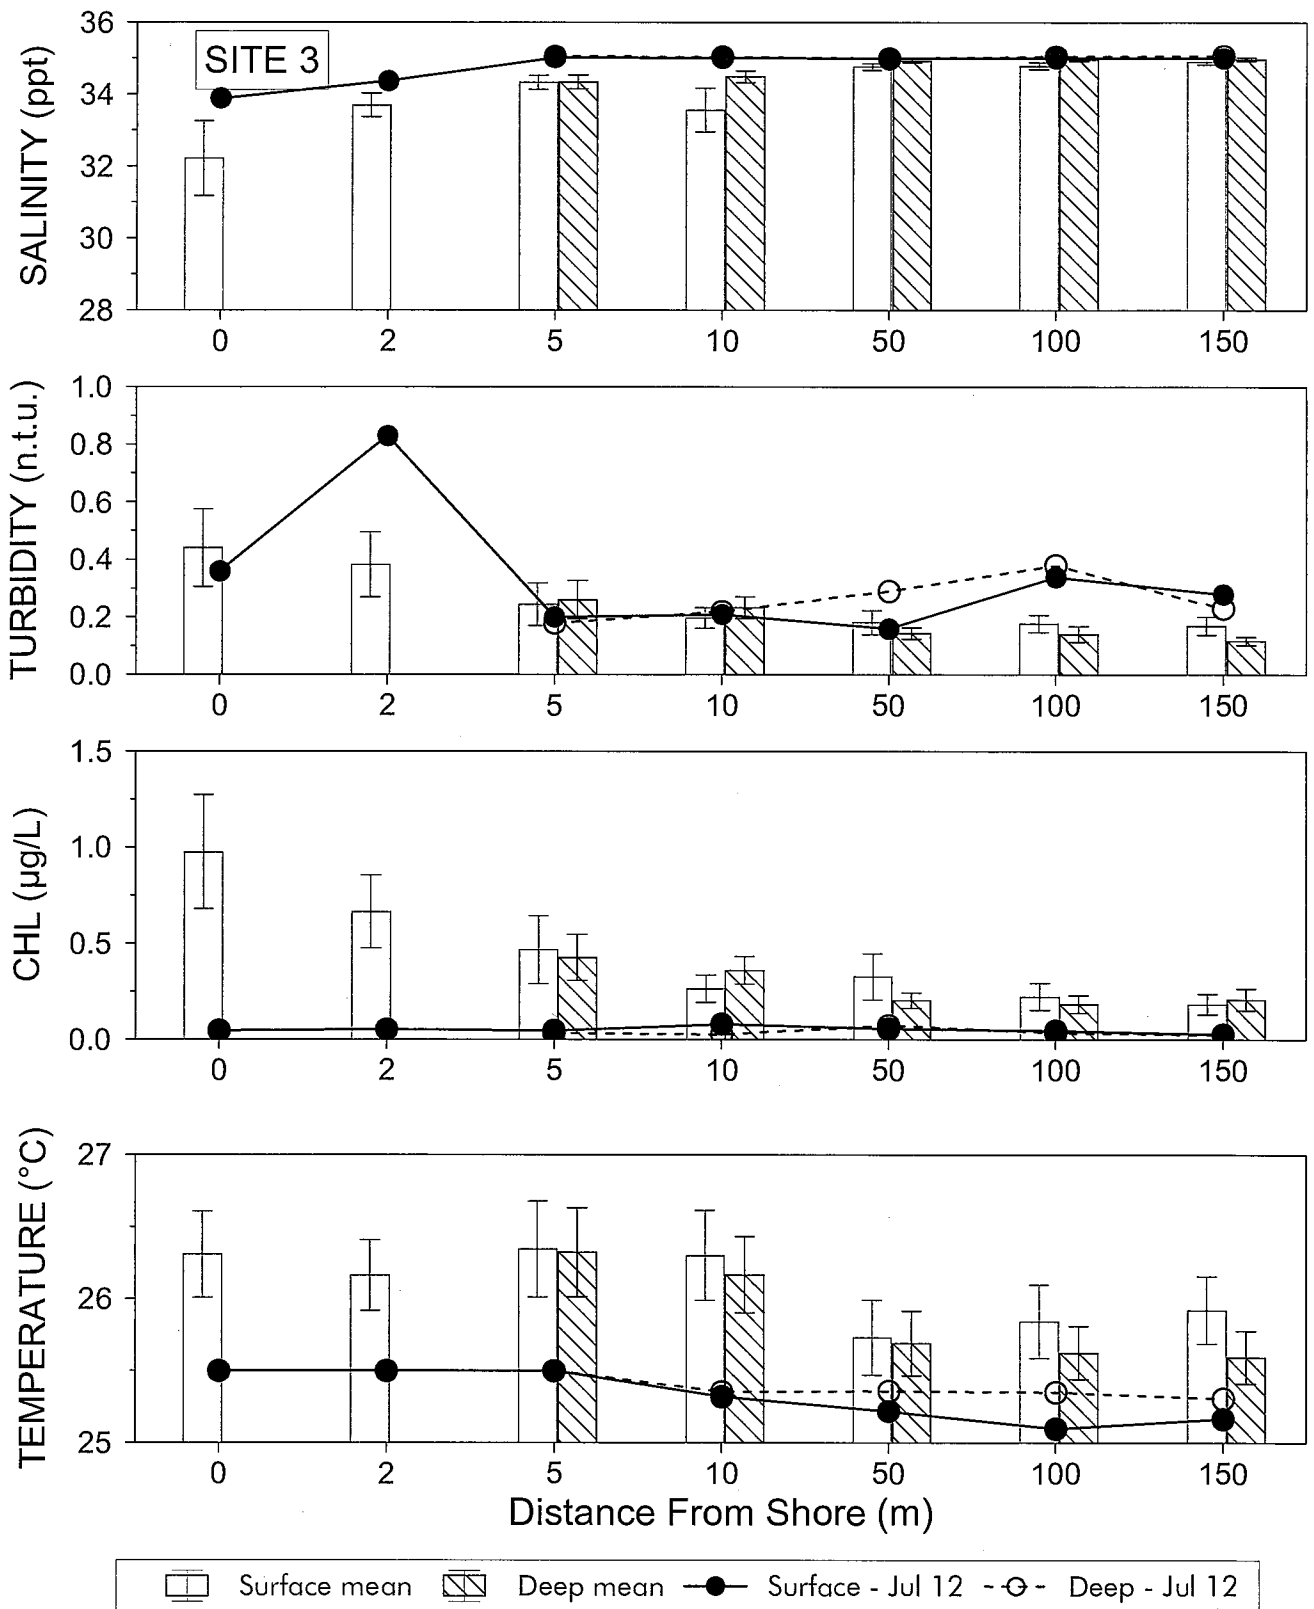 SITE 3
SALINITY (ppt)
36
34
32
30
28
0 2 5 10 50 100 150
TURBIDITY (n.t.u.)
1.0
0.8
0.6
0.4
0.2
0.0
0 2 5 10 50 100 150
CHL (µg/L)
1.5
1.0
0.5
0.0
0 2 5 10 50 100 150
TEMPERATURE (°C)
27
26
25
0 2 5 10 50 100 150
Distance From Shore (m)
Surface mean Deep mean Surface - Jul 12 Deep - Jul 12